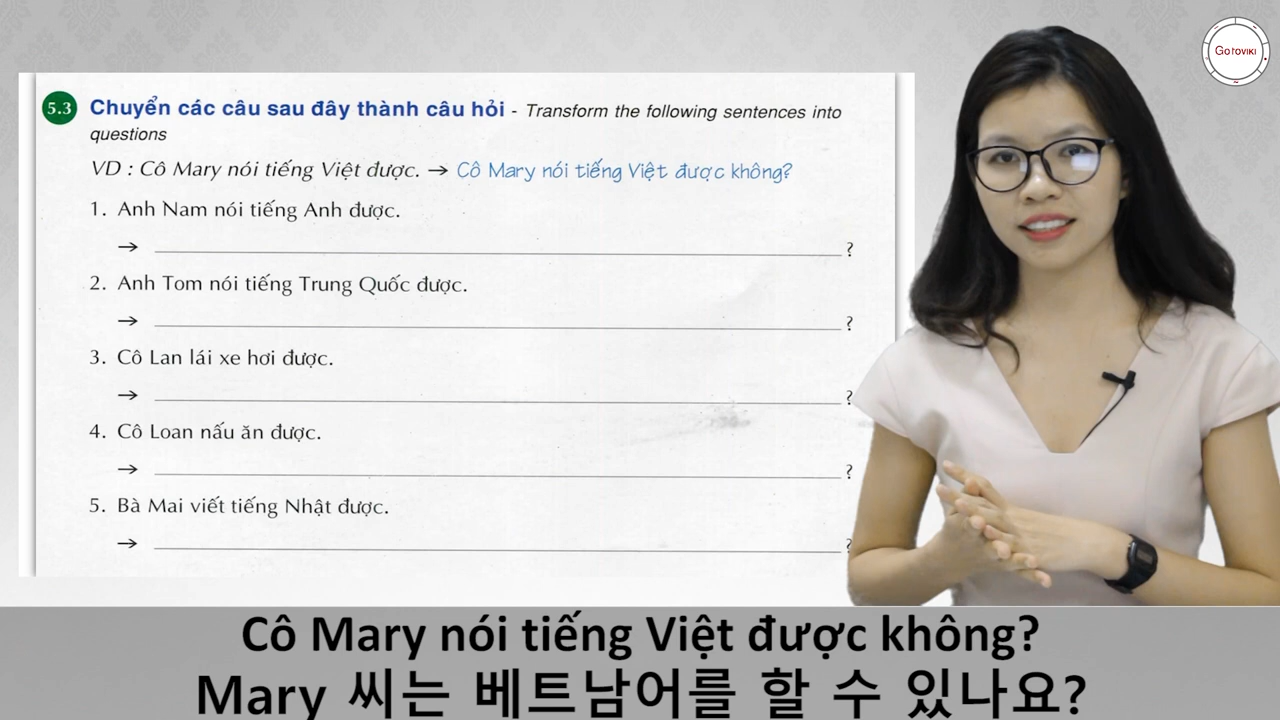 GotoVIKI
5.3 Chuyển các câu sau đây thành câu hỏi - Transform the following sentences into
questions
VD : Cô Mary nói tiếng Việt được. → Cô Mary nói tiếng Việt được không?
1. Anh Nam nói tiếng Anh được.
→ ?
2. Anh Tom nói tiếng Trung Quốc được.
→ ?
3. Cô Lan lái xe hơi được.
→ ?
4. Cô Loan nấu ăn được.
→ ?
5. Bà Mai viết tiếng Nhật được.
→ ?
Cô Mary nói tiếng Việt được không?
Mary 씨는 베트남어를 할 수 있나요?